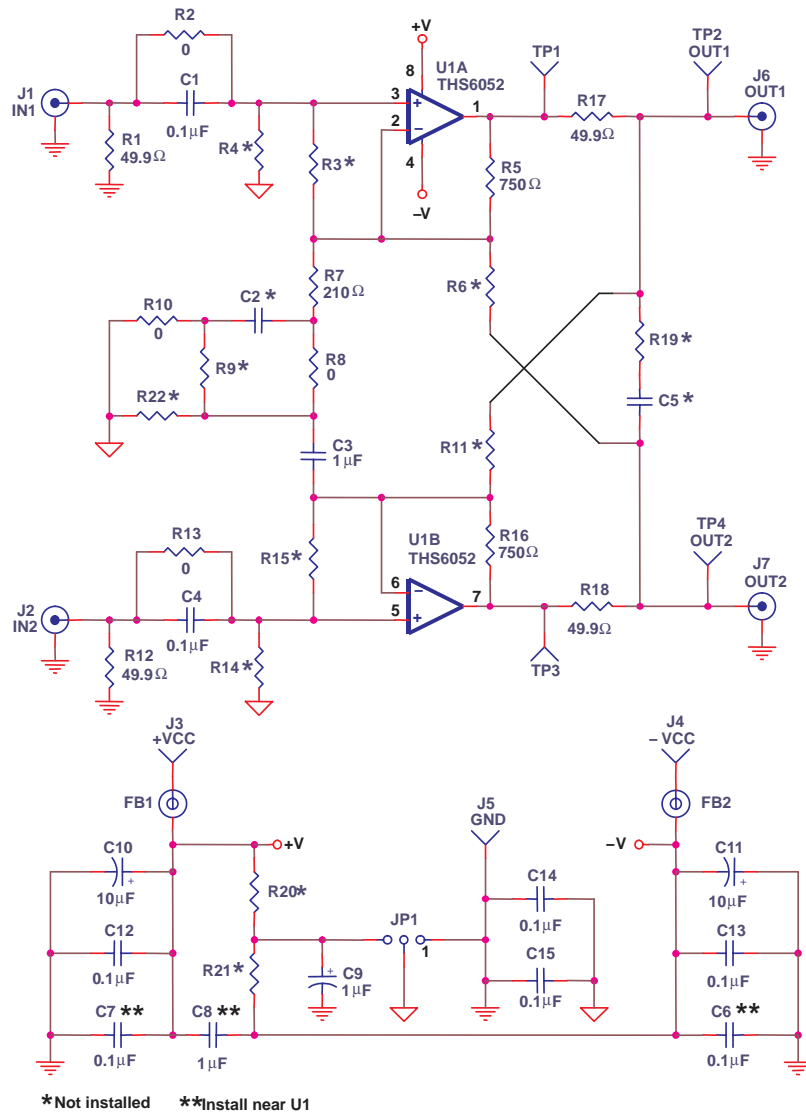 R2
0
+V
TP1
TP2
OUT1
J1
IN1
C1
0.1μF
8
U1A
THS6052
J6
OUT1
3
+
1
R17
49.9Ω
R1
49.9Ω
R4*
R3*
2
−
4
−V
R5
750Ω
R7
210Ω
R6*
R10
0
C2*
R19*
R9*
R8
0
R22*
C5*
C3
1μF
R11*
R13
0
R15*
U1B
THS6052
R16
750Ω
TP4
OUT2
J7
OUT2
J2
IN2
C4
0.1μF
6
−
5
+
7
R18
49.9Ω
R12
49.9Ω
R14*
TP3
J3
+VCC
J4
– VCC
FB1
J5
GND
FB2
C10
+
10μF
+V
−V
C11
+
10μF
R20*
C14
0.1μF
JP1
1
C12
0.1μF
R21*
+
C9
1μF
C15
0.1μF
C13
0.1μF
C7**
0.1μF
C8**
1μF
C6**
0.1μF
*Not installed **Install near U1